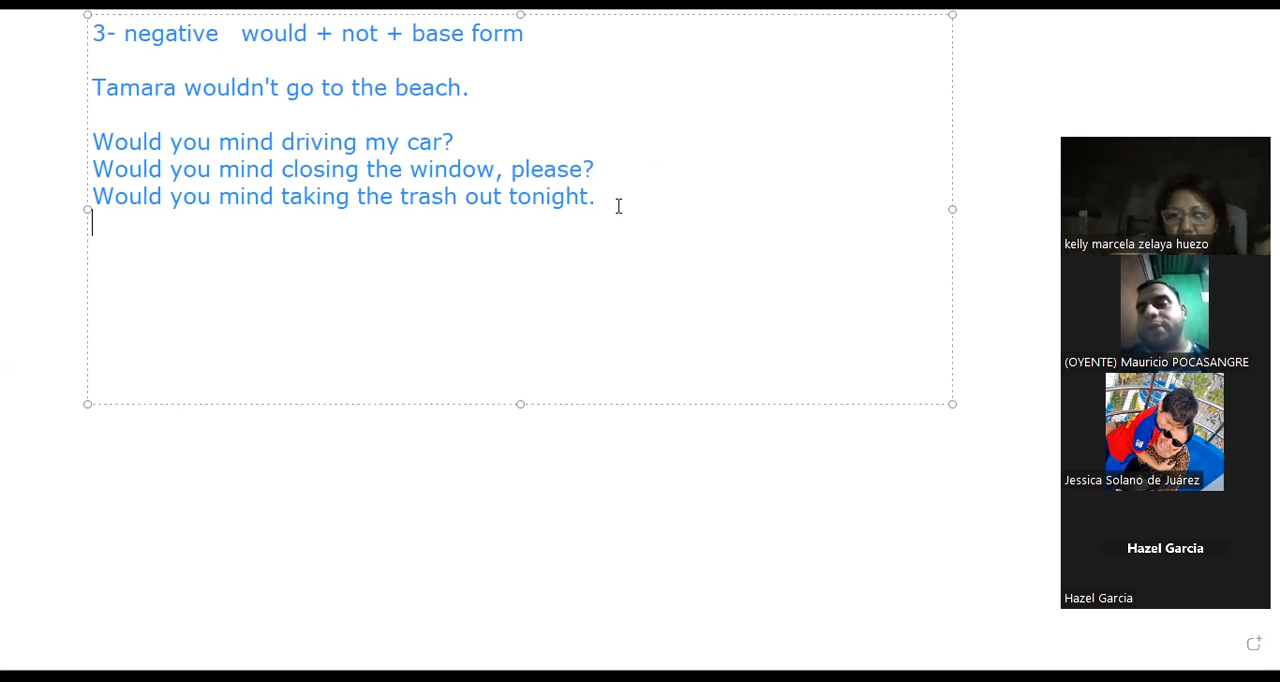 3- negative   would + not + base form
Tamara wouldn't go to the beach.
Would you mind driving my car?
Would you mind closing the window, please?
Would you mind taking the trash out tonight.
kelly marcela zelaya huezo
(OYENTE) Mauricio POCASANGRE
Jessica Solano de Juárez
Hazel Garcia
Hazel Garcia